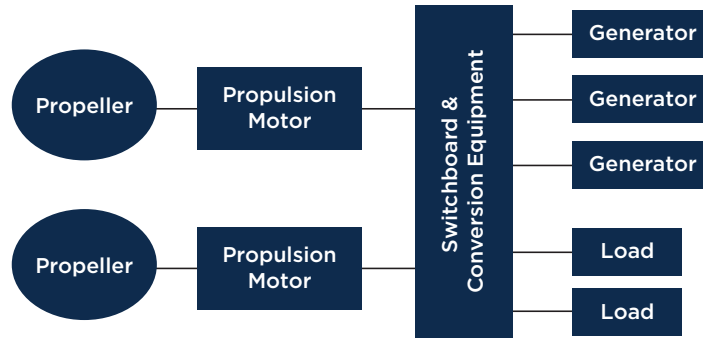 Propeller
Propulsion
Motor
Propeller
Propulsion
Motor
Switchboard &
Conversion Equipment
Generator
Generator
Generator
Load
Load